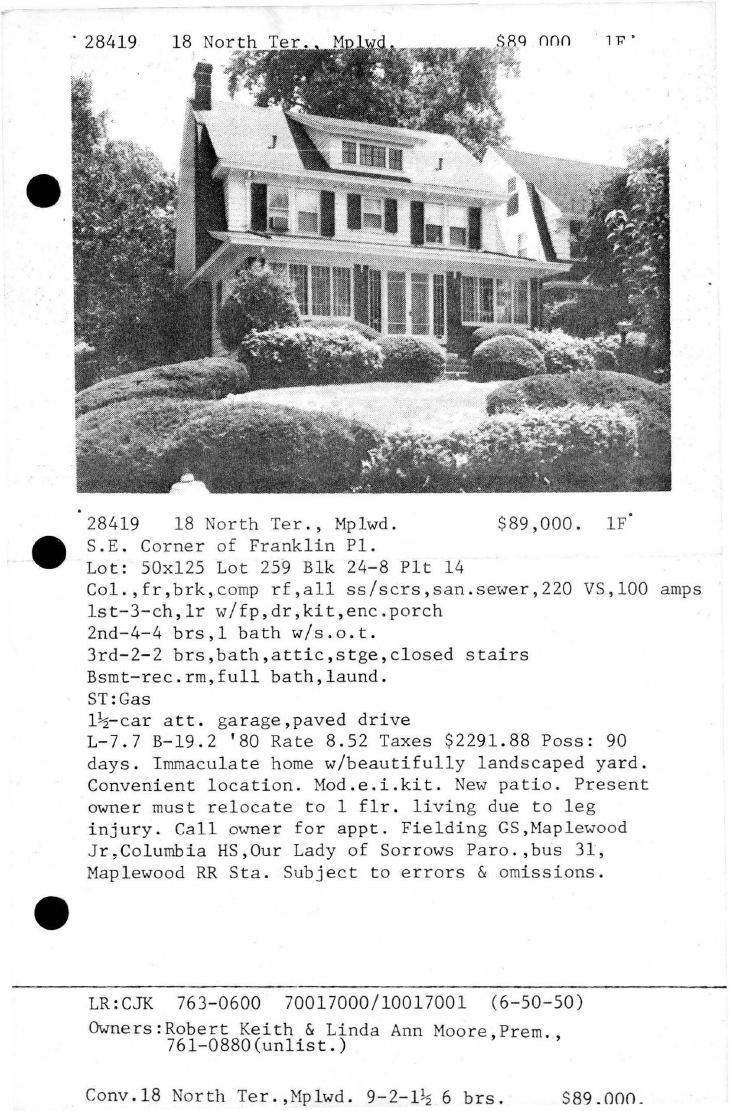 28419 18 North Ter., Mplwd. $89 000 1F
28419 18 North Ter., Mplwd. $89,000. 1F
S.E. Corner of Franklin Pl.
Lot: 50x125 Lot 259 Blk 24-8 Plt 14
Col.,fr,brk,comp rf,all ss/scrs,san.sewer,220 VS,100 amps
1st-3-ch,lr w/fp,dr,kit,enc.porch
2nd-4-4 brs,1 bath w/s.o.t.
3rd-2-2 brs,bath,attic,stge,closed stairs
Bsmt-rec.rm,full bath,laund.
ST:Gas
1½-car att. garage,paved drive
L-7.7 B-19.2 '80 Rate 8.52 Taxes $2291.88 Poss: 90
days. Immaculate home w/beautifully landscaped yard.
Convenient location. Mod.e.i.kit. New patio. Present
owner must relocate to 1 flr. living due to leg
injury. Call owner for appt. Fielding GS,Maplewood
Jr,Columbia HS,Our Lady of Sorrows Paro.,bus 31,
Maplewood RR Sta. Subject to errors & omissions.
LR:CJK 763-0600 70017000/10017001 (6-50-50)
Owners:Robert Keith & Linda Ann Moore,Prem.,
761-0880(unlist.)
Conv.18 North Ter.,Mplwd. 9-2-1½ 6 brs. $89.000.